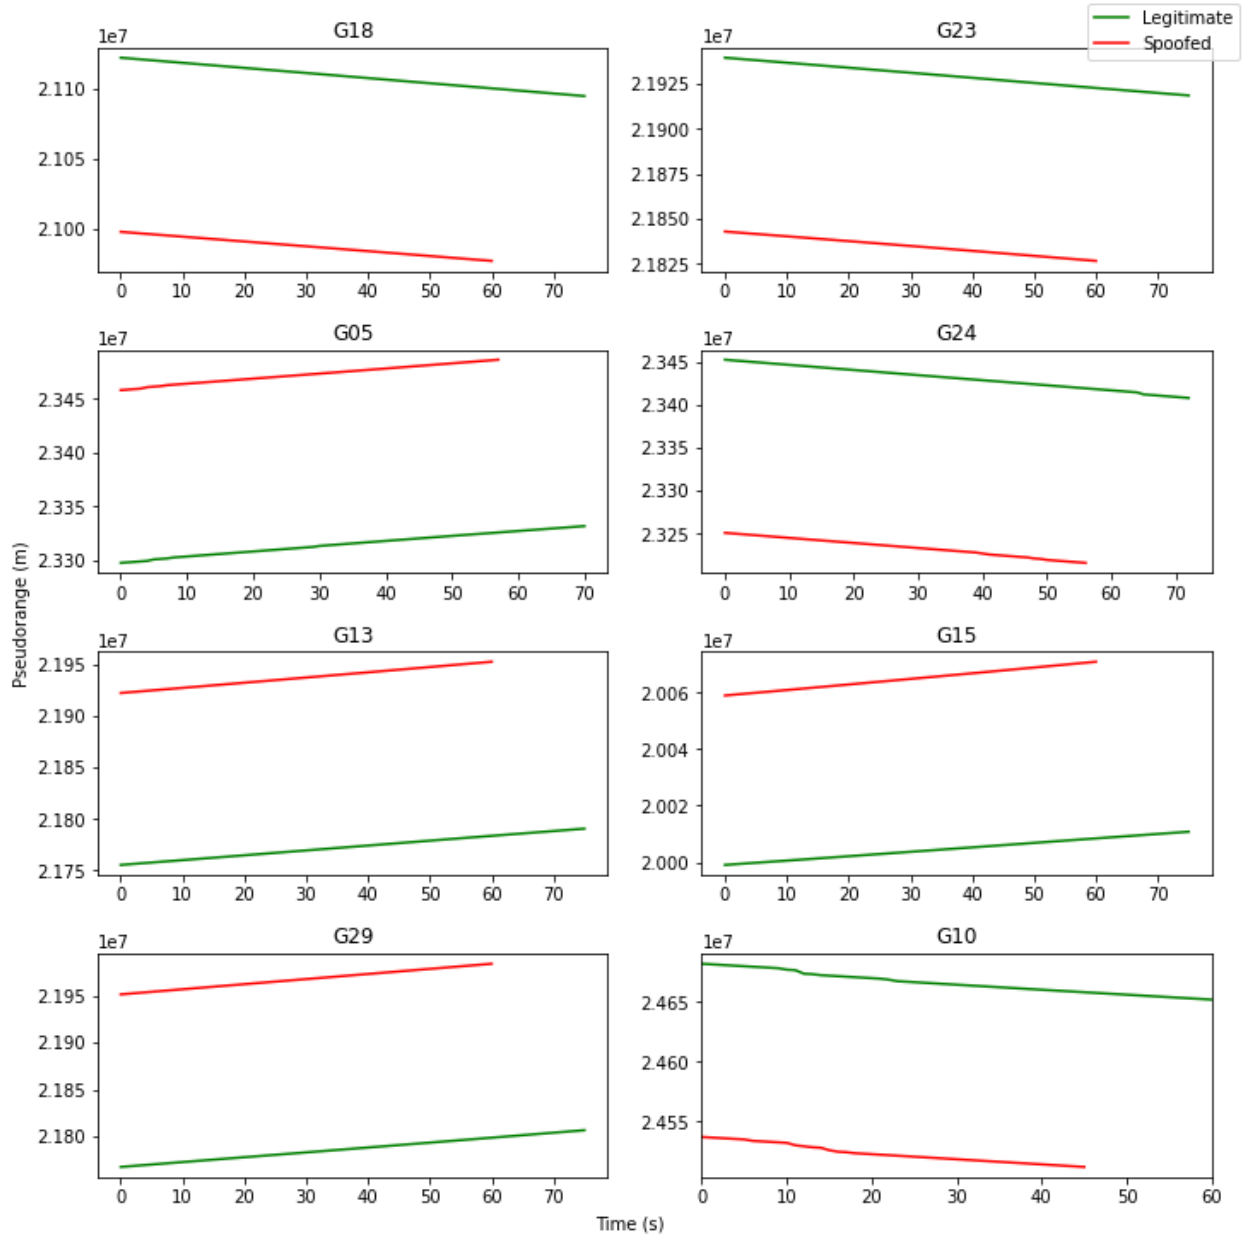 Legitimate
Spoofed
1e7
G18
2.110
2.105
2.100
0 10 20 30 40 50 60 70
1e7
G23
2.1925
2.1900
2.1875
2.1850
2.1825
0 10 20 30 40 50 60 70
1e7
G05
2.345
2.340
2.335
2.330
0 10 20 30 40 50 60 70
1e7
G24
2.345
2.340
2.335
2.330
2.325
0 10 20 30 40 50 60 70
Pseudorange (m)
1e7
G13
2.195
2.190
2.185
2.180
2.175
0 10 20 30 40 50 60 70
1e7
G15
2.006
2.004
2.002
2.000
0 10 20 30 40 50 60 70
1e7
G29
2.195
2.190
2.185
2.180
0 10 20 30 40 50 60 70
1e7
G10
2.465
2.460
2.455
0 10 20 30 40 50 60
Time (s)